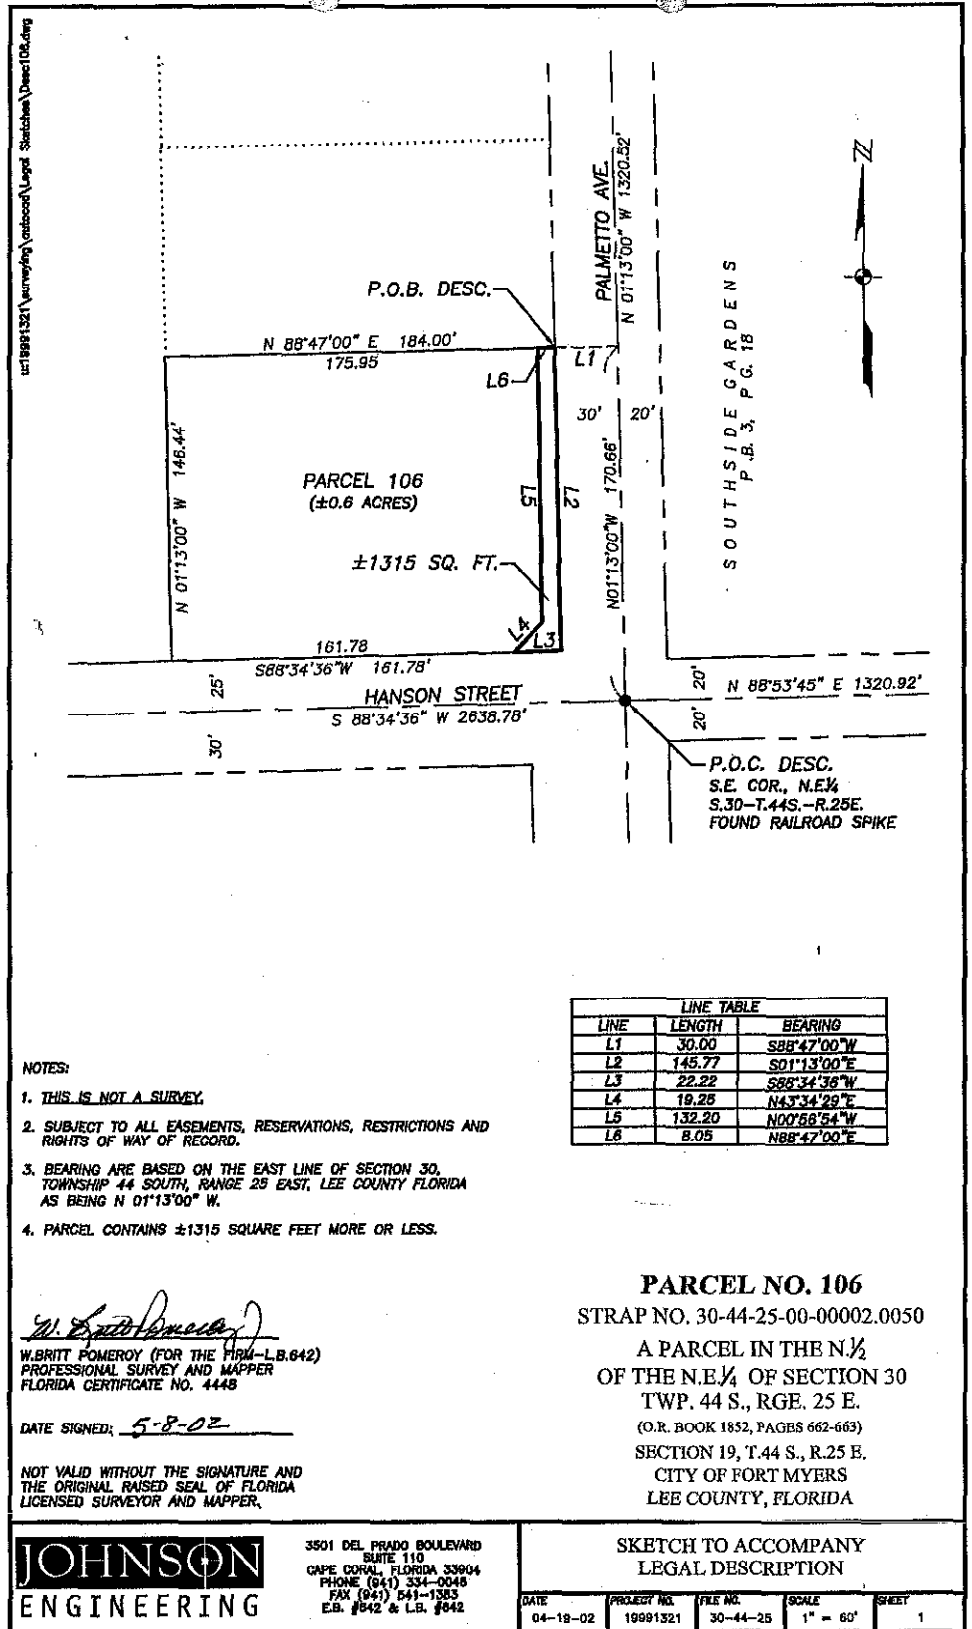 u:\19991321\surveying\autocad\Legal Sketches\Desc106.dwg
PALMETTO AVE.
N 01°13'00" W 1320.52'
N
P.O.B. DESC.
N 88°47'00" E 184.00'
175.95
L6
L1
30' 20'
SOUTHSIDE GARDENS
P.B. 3, PG. 18
N 01°13'00" W 146.44'
PARCEL 106
(±0.6 ACRES)
L5
L2
N01°13'00"W 170.66'
±1315 SQ. FT.
L4
L3
161.78
S88°34'36"W 161.78'
25'
HANSON STREET
S 88°34'36" W 2638.78'
30'
20'
N 88°53'45" E 1320.92'
20'
P.O.C. DESC.
S.E. COR., N.E¼
S.30-T.44S.-R.25E.
FOUND RAILROAD SPIKE
LINE TABLE
LINE LENGTH BEARING
L1 30.00 S88°47'00"W
L2 145.77 S01°13'00"E
L3 22.22 S88°34'36"W
L4 19.26 N43°34'29"E
L5 132.20 N00°56'54"W
L6 8.05 N88°47'00"E
NOTES:
1. THIS IS NOT A SURVEY.
2. SUBJECT TO ALL EASEMENTS, RESERVATIONS, RESTRICTIONS AND
RIGHTS OF WAY OF RECORD.
3. BEARING ARE BASED ON THE EAST LINE OF SECTION 30,
TOWNSHIP 44 SOUTH, RANGE 25 EAST, LEE COUNTY FLORIDA
AS BEING N 01°13'00" W.
4. PARCEL CONTAINS ±1315 SQUARE FEET MORE OR LESS.
W. Britt Pomeroy
W.BRITT POMEROY (FOR THE FIRM-L.B.642)
PROFESSIONAL SURVEY AND MAPPER
FLORIDA CERTIFICATE NO. 4448
DATE SIGNED: 5-8-02
NOT VALID WITHOUT THE SIGNATURE AND
THE ORIGINAL RAISED SEAL OF FLORIDA
LICENSED SURVEYOR AND MAPPER.
PARCEL NO. 106
STRAP NO. 30-44-25-00-00002.0050
A PARCEL IN THE N.½
OF THE N.E.¼ OF SECTION 30
TWP. 44 S., RGE. 25 E.
(O.R. BOOK 1852, PAGES 662-663)
SECTION 19, T.44 S., R.25 E.
CITY OF FORT MYERS
LEE COUNTY, FLORIDA
JOHNSON
ENGINEERING
3501 DEL PRADO BOULEVARD
SUITE 110
CAPE CORAL, FLORIDA 33904
PHONE (941) 334-0046
FAX (941) 541-1383
E.B. #642 & L.B. #642
SKETCH TO ACCOMPANY
LEGAL DESCRIPTION
DATE PROJECT NO. FILE NO. SCALE SHEET
04-18-02 19991321 30-44-25 1" = 60' 1